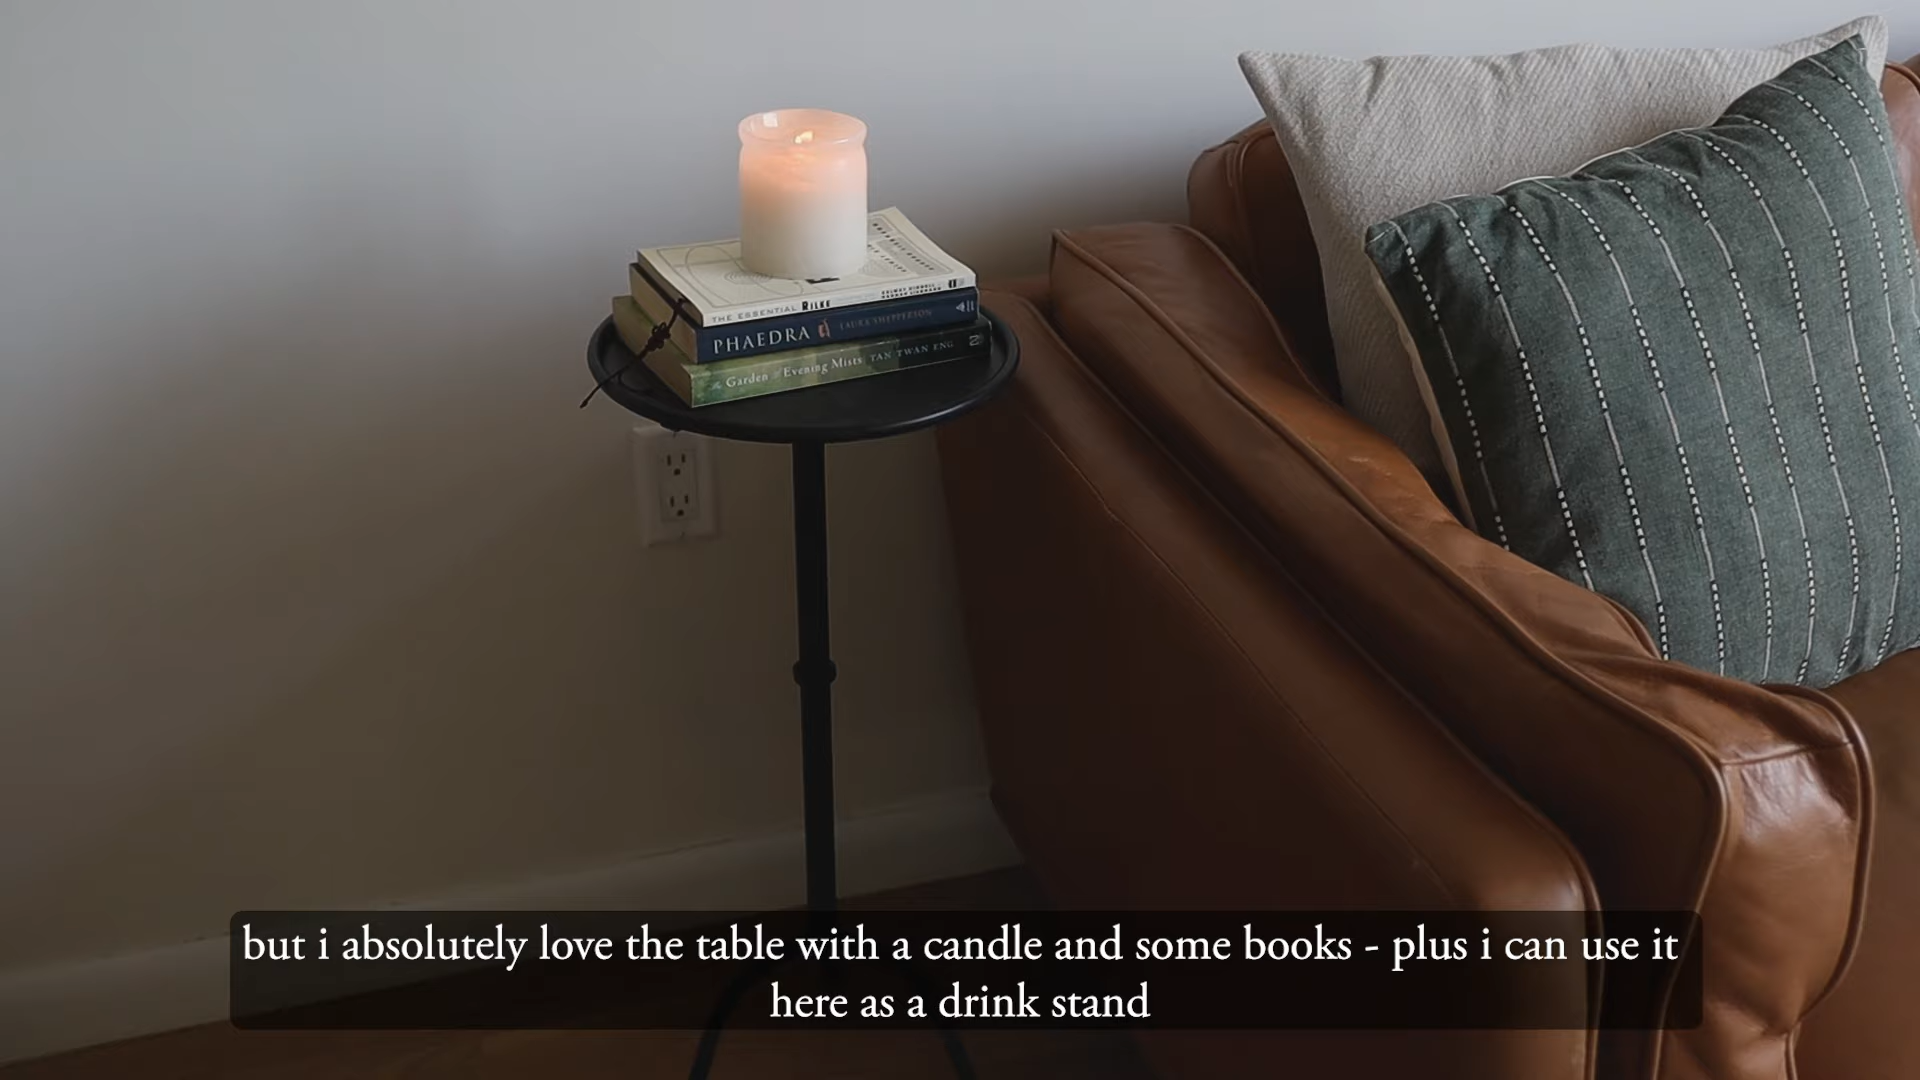 THE ESSENTIAL RILKE
PHAEDRA LAURA SHEPPERSON
The Garden of Evening Mists TAN TWAN ENG
but i absolutely love the table with a candle and some books - plus i can use it
here as a drink stand